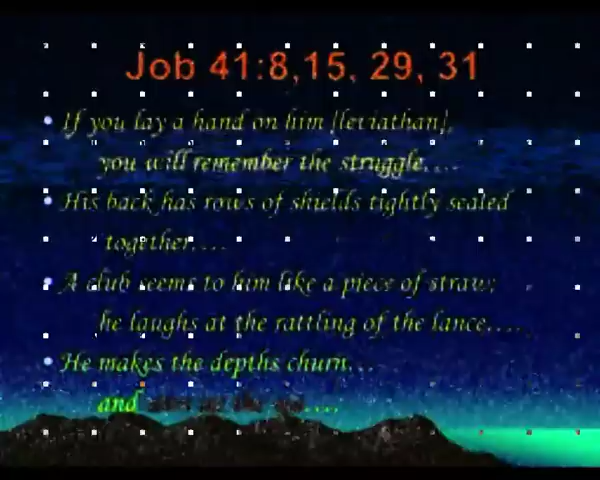 Job 41:8,15, 29, 31
• If you lay a hand on him [leviathan],
you will remember the struggle....
• His back has rows of shields tightly sealed
together....
• A club seems to him like a piece of straw;
he laughs at the rattling of the lance....
• He makes the depths churn...
and